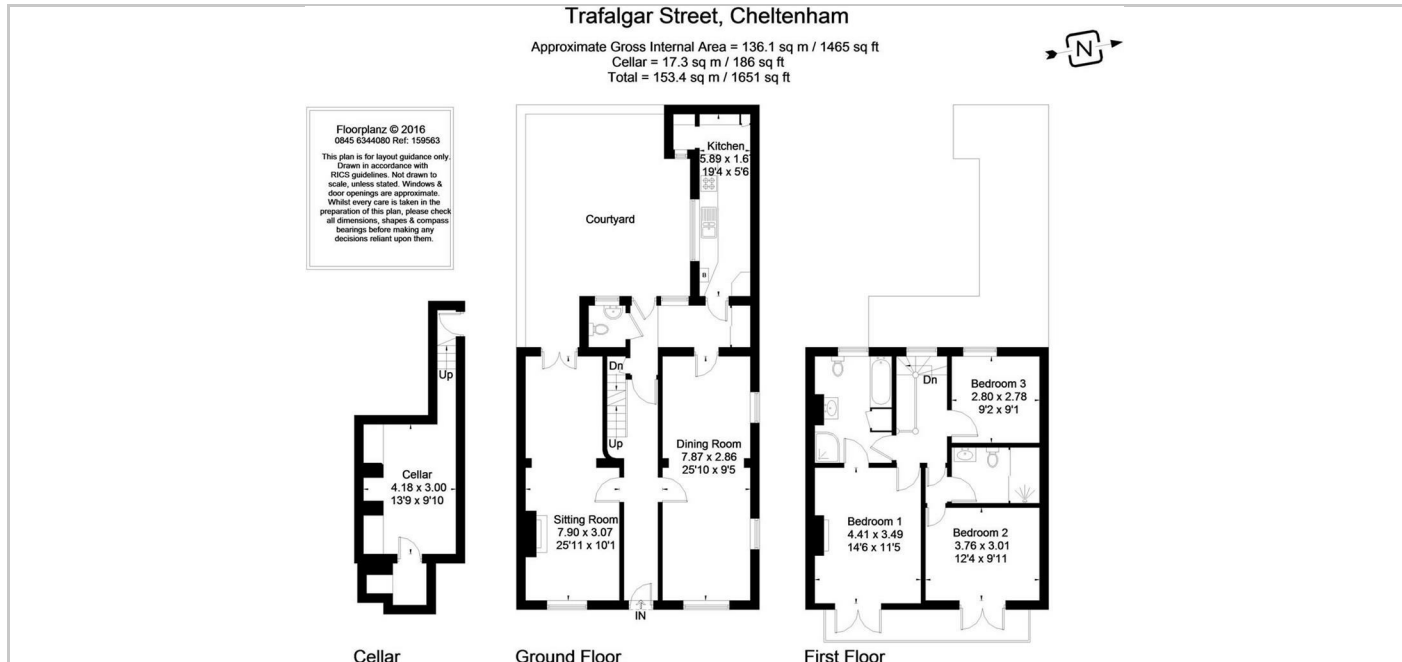 Trafalgar Street, Cheltenham
Approximate Gross Internal Area = 136.1 sq m / 1465 sq ft
Cellar = 17.3 sq m / 186 sq ft
Total = 153.4 sq m / 1651 sq ft
N
Floorplanz © 2016
0845 6344080 Ref: 159563
This plan is for layout guidance only.
Drawn in accordance with
RICS guidelines. Not drawn to
scale, unless stated. Windows &
door openings are approximate.
Whilst every care is taken in the
preparation of this plan, please check
all dimensions, shapes & compass
bearings before making any
decisions reliant upon them.
Up
Cellar
4.18 x 3.00
13'9 x 9'10
Cellar
Courtyard
Kitchen
5.89 x 1.6
19'4 x 5'6
B
Dn
Up
Dining Room
7.87 x 2.86
25'10 x 9'5
Sitting Room
7.90 x 3.07
25'11 x 10'1
IN
Ground Floor
Dn
Bedroom 3
2.80 x 2.78
9'2 x 9'1
Bedroom 1
4.41 x 3.49
14'6 x 11'5
Bedroom 2
3.76 x 3.01
12'4 x 9'11
First Floor